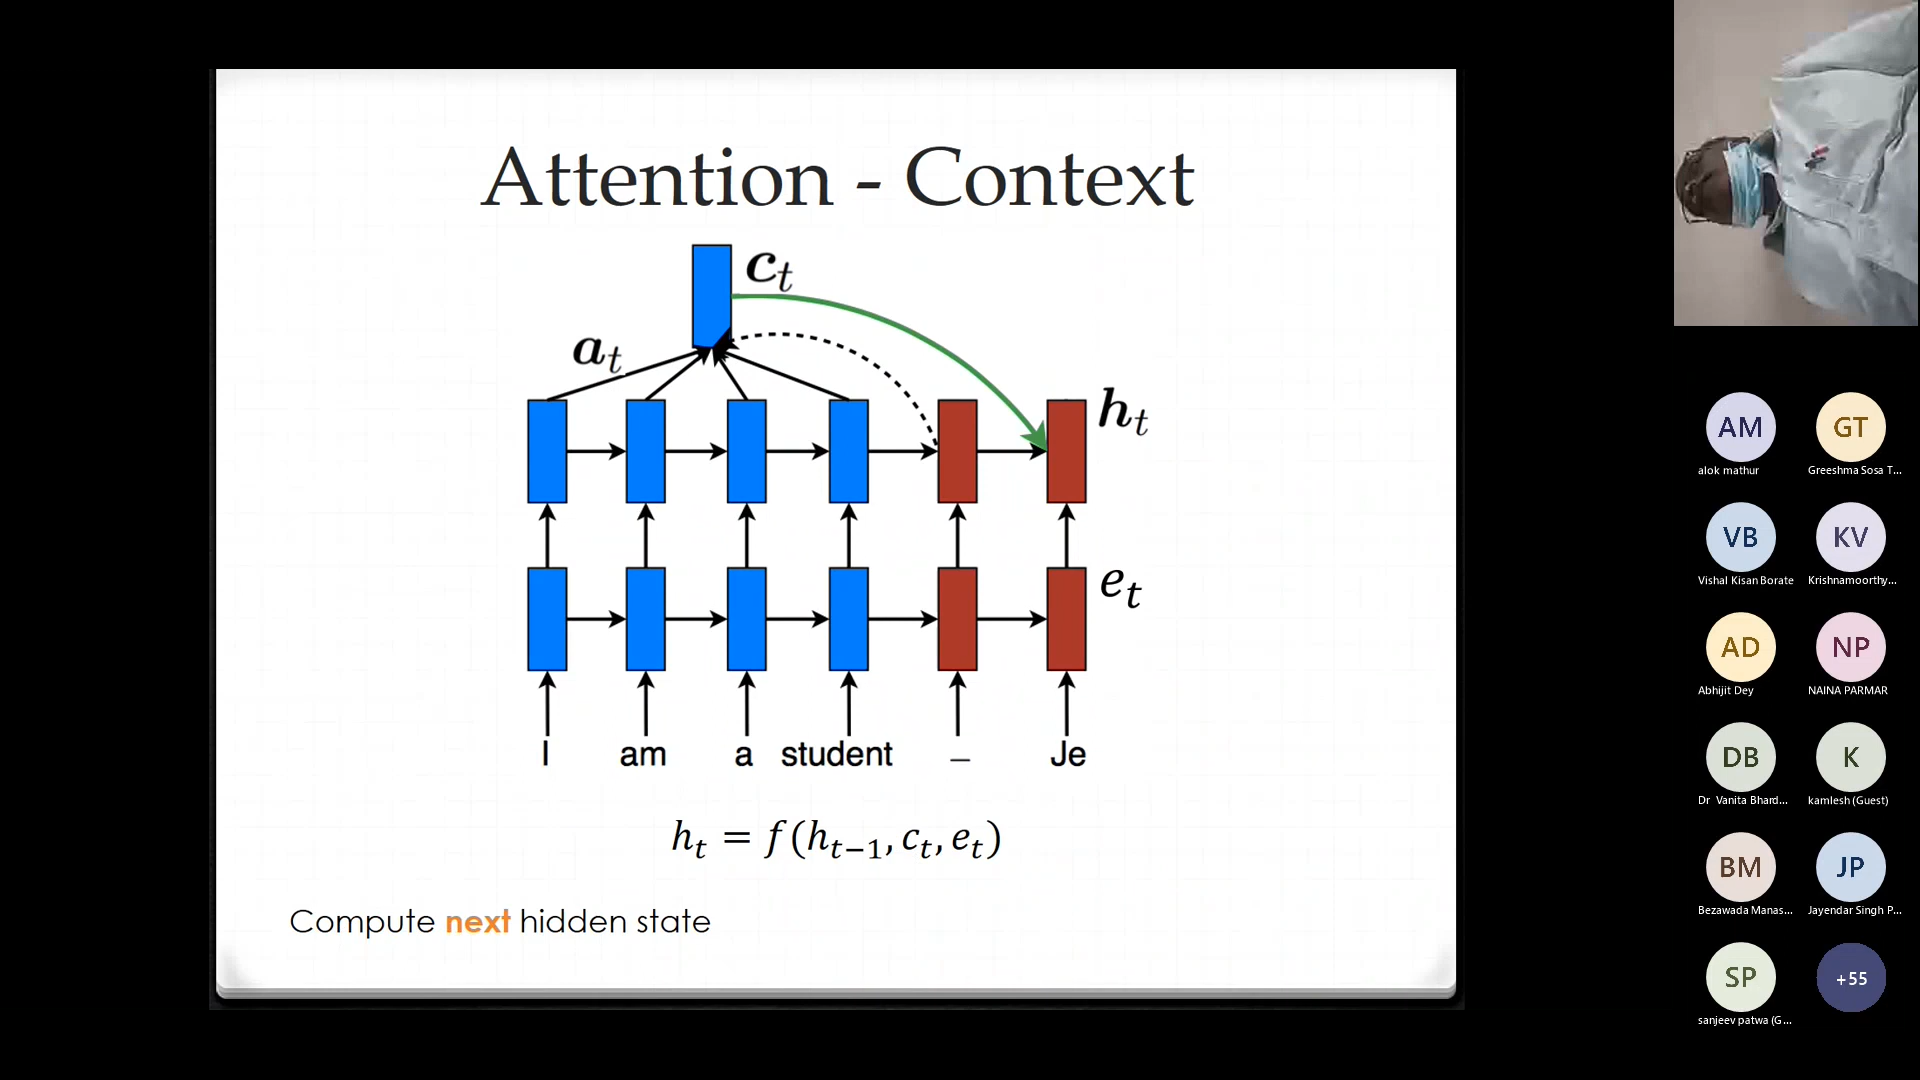 Attention - Context
c_t
a_t
h_t
e_t
I am a student _ Je
h_t = f(h_{t-1}, c_t, e_t)
Compute next hidden state
AM GT
alok mathur Greeshma Sosa T...
VB KV
Vishal Kisan Borate Krishnamoorthy...
AD NP
Abhijit Dey NAINA PARMAR
DB K
Dr Vanita Bhard... kamlesh (Guest)
BM JP
Bezawada Manas... Jayendar Singh P...
SP +55
sanjeev patwa (G...